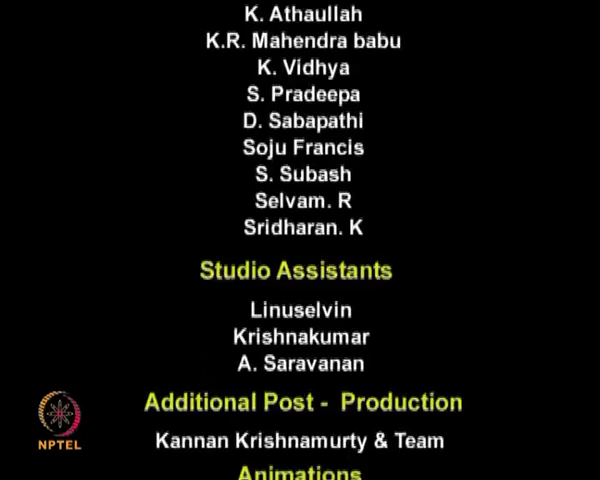 K. Athaullah
K.R. Mahendra babu
K. Vidhya
S. Pradeepa
D. Sabapathi
Soju Francis
S. Subash
Selvam. R
Sridharan. K
Studio Assistants
Linuselvin
Krishnakumar
A. Saravanan
Additional Post - Production
Kannan Krishnamurty & Team
Animations
NPTEL